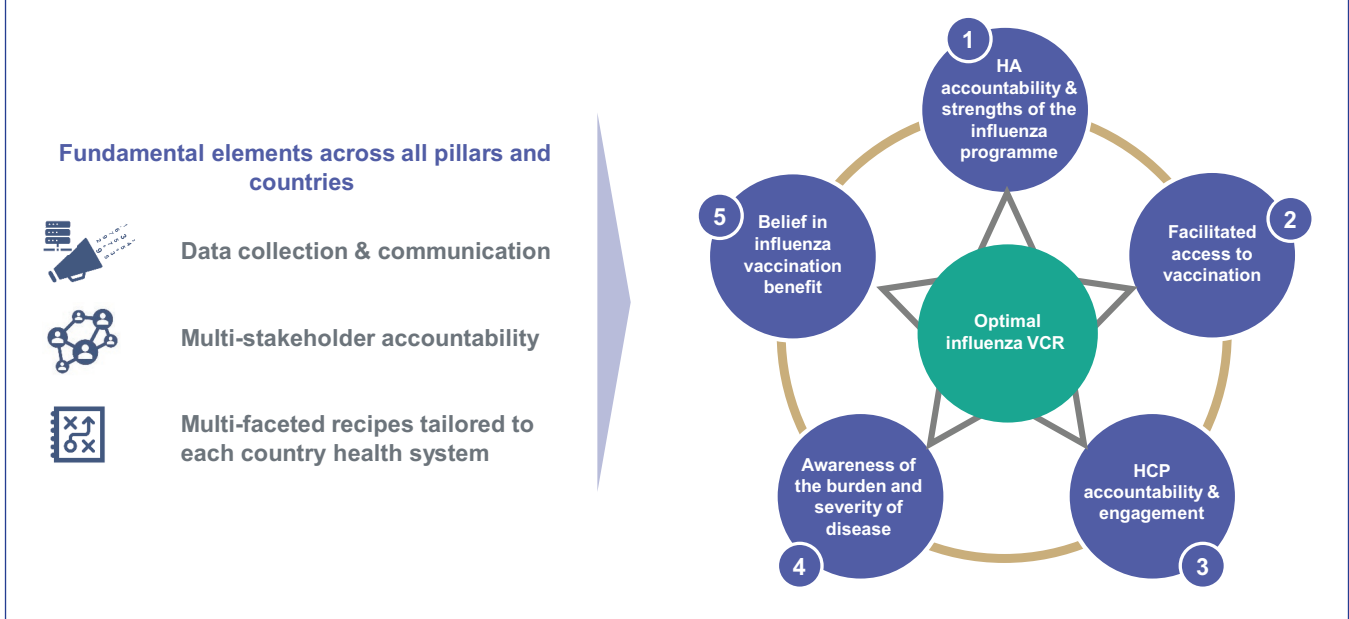 Fundamental elements across all pillars and
countries
Data collection & communication
Multi-stakeholder accountability
Multi-faceted recipes tailored to
each country health system
1
HA
accountability &
strengths of the
influenza
programme
2
Facilitated
access to
vaccination
3
HCP
accountability &
engagement
4
Awareness of
the burden and
severity of
disease
5
Belief in
influenza
vaccination
benefit
Optimal
influenza VCR